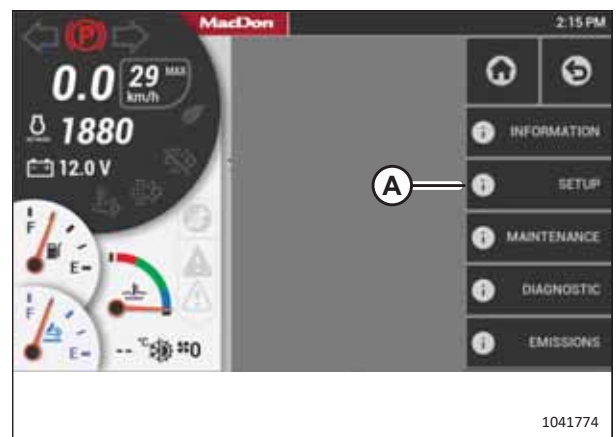 MacDon
2:15 PM
P
0.0 29 MAX
km/h
1880
12.0 V
F
E
F
E
-- °C 0
INFORMATION
A
SETUP
MAINTENANCE
DIAGNOSTIC
EMISSIONS
1041774